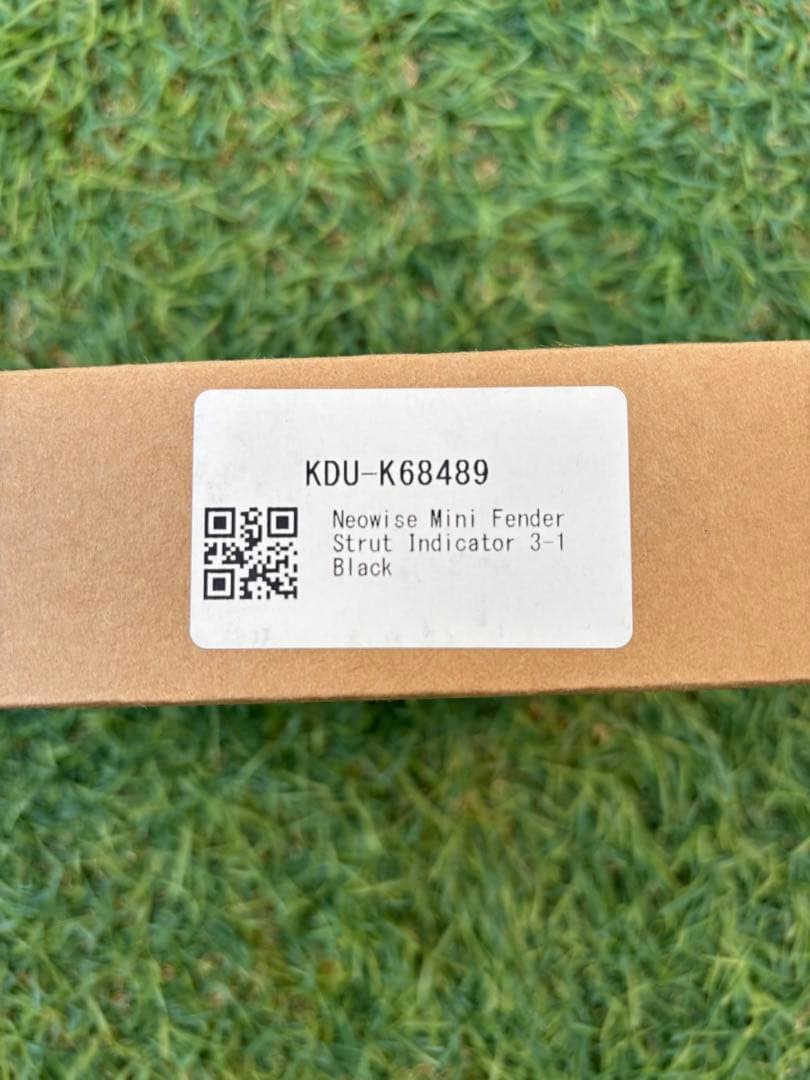 KDU-K68489
Neowise Mini Fender
Strut Indicator 3-1
Black